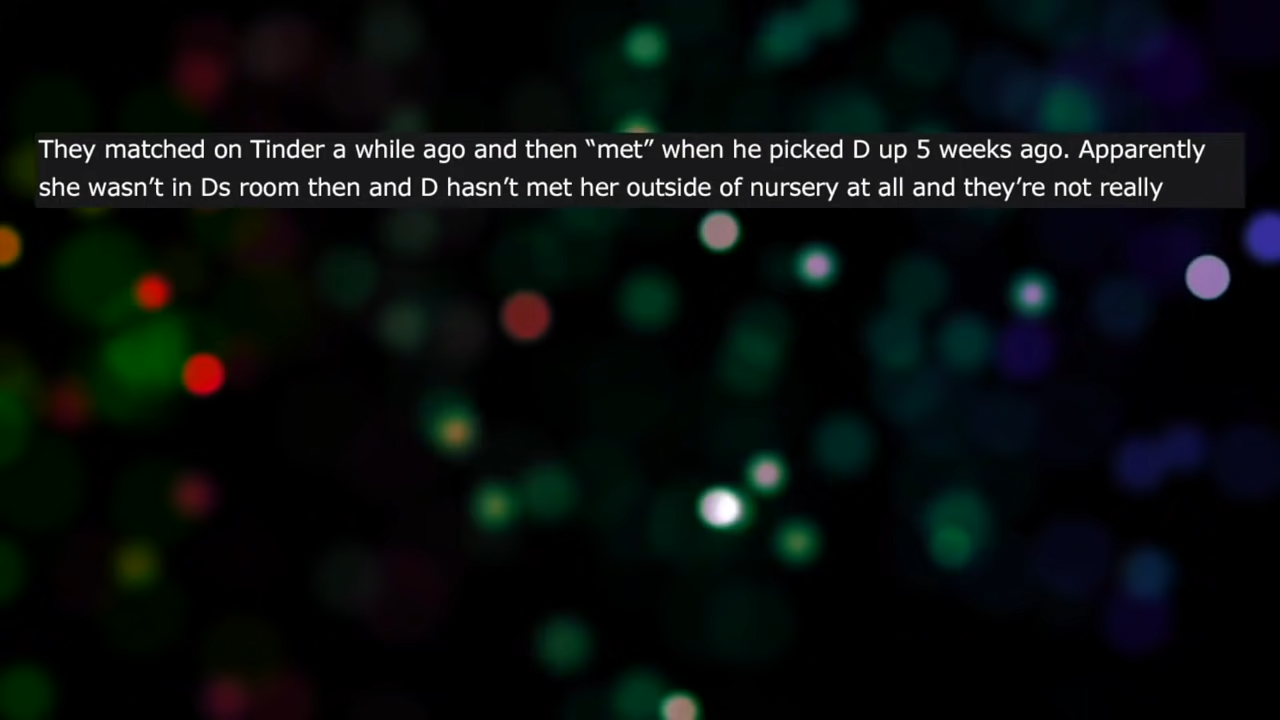 They matched on Tinder a while ago and then “met” when he picked D up 5 weeks ago. Apparently
she wasn’t in Ds room then and D hasn’t met her outside of nursery at all and they’re not really